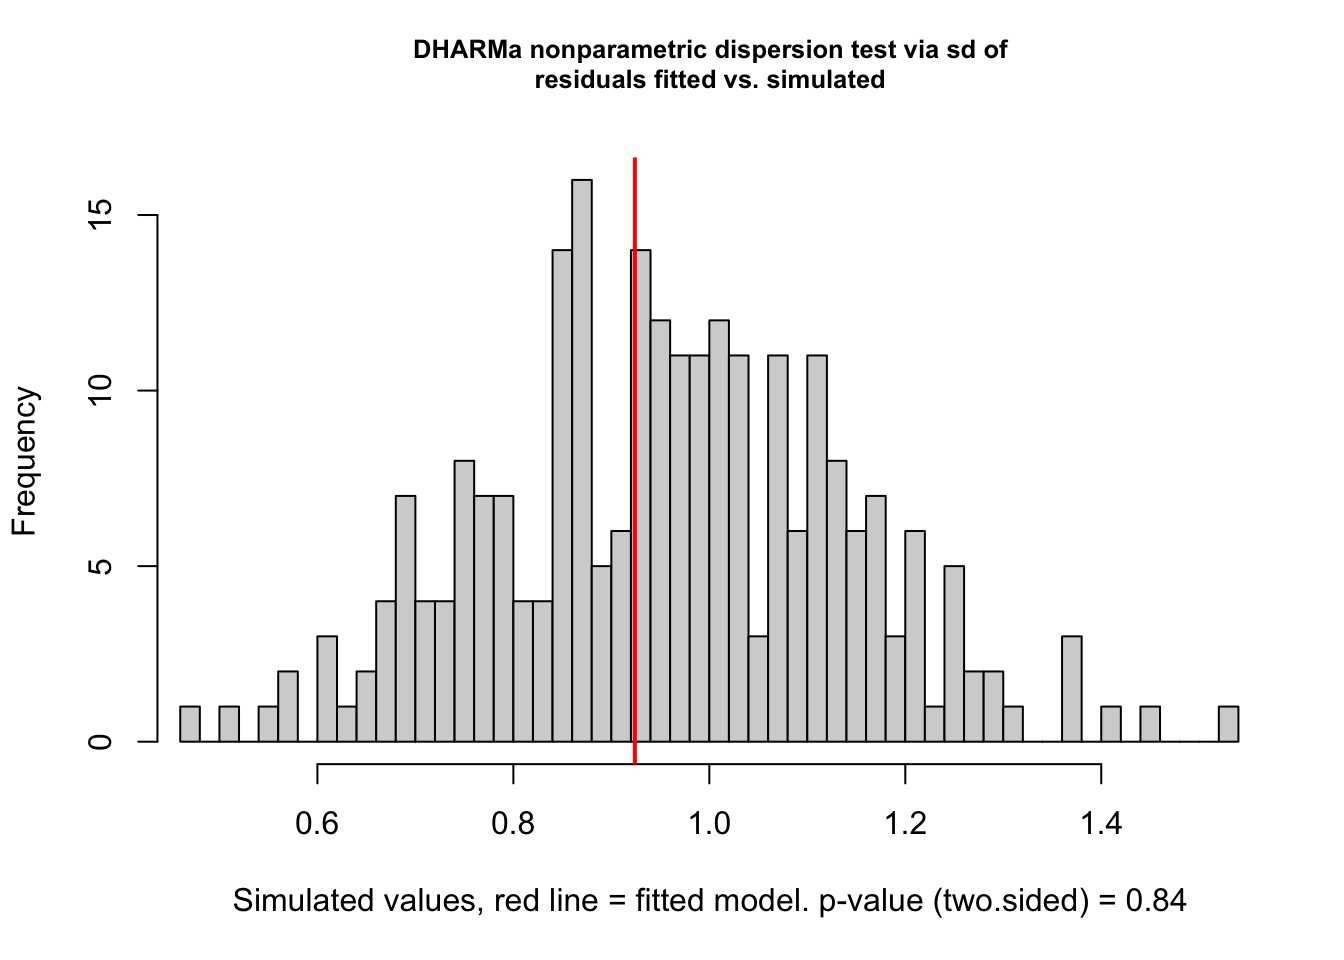 DHARMa nonparametric dispersion test via sd of
residuals fitted vs. simulated
Frequency
15
10
5
0
0.6 0.8 1.0 1.2 1.4
Simulated values, red line = fitted model. p-value (two.sided) = 0.84